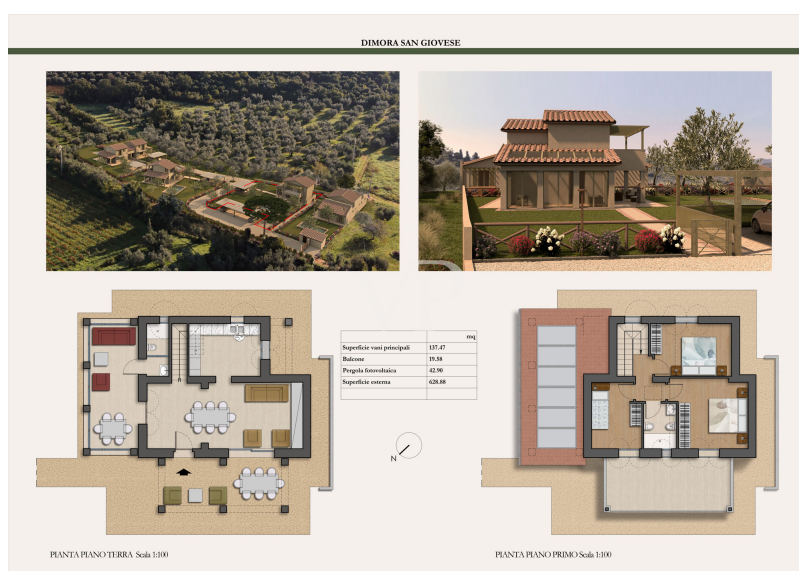 DIMORA SAN GIOVESE
mq
Superficie vani principali 137.47
Balcone 19.58
Pergola fotovoltaica 42.90
Superficie esterna 628.88
N
PIANTA PIANO TERRA Scala 1:100
PIANTA PIANO PRIMO Scala 1:100